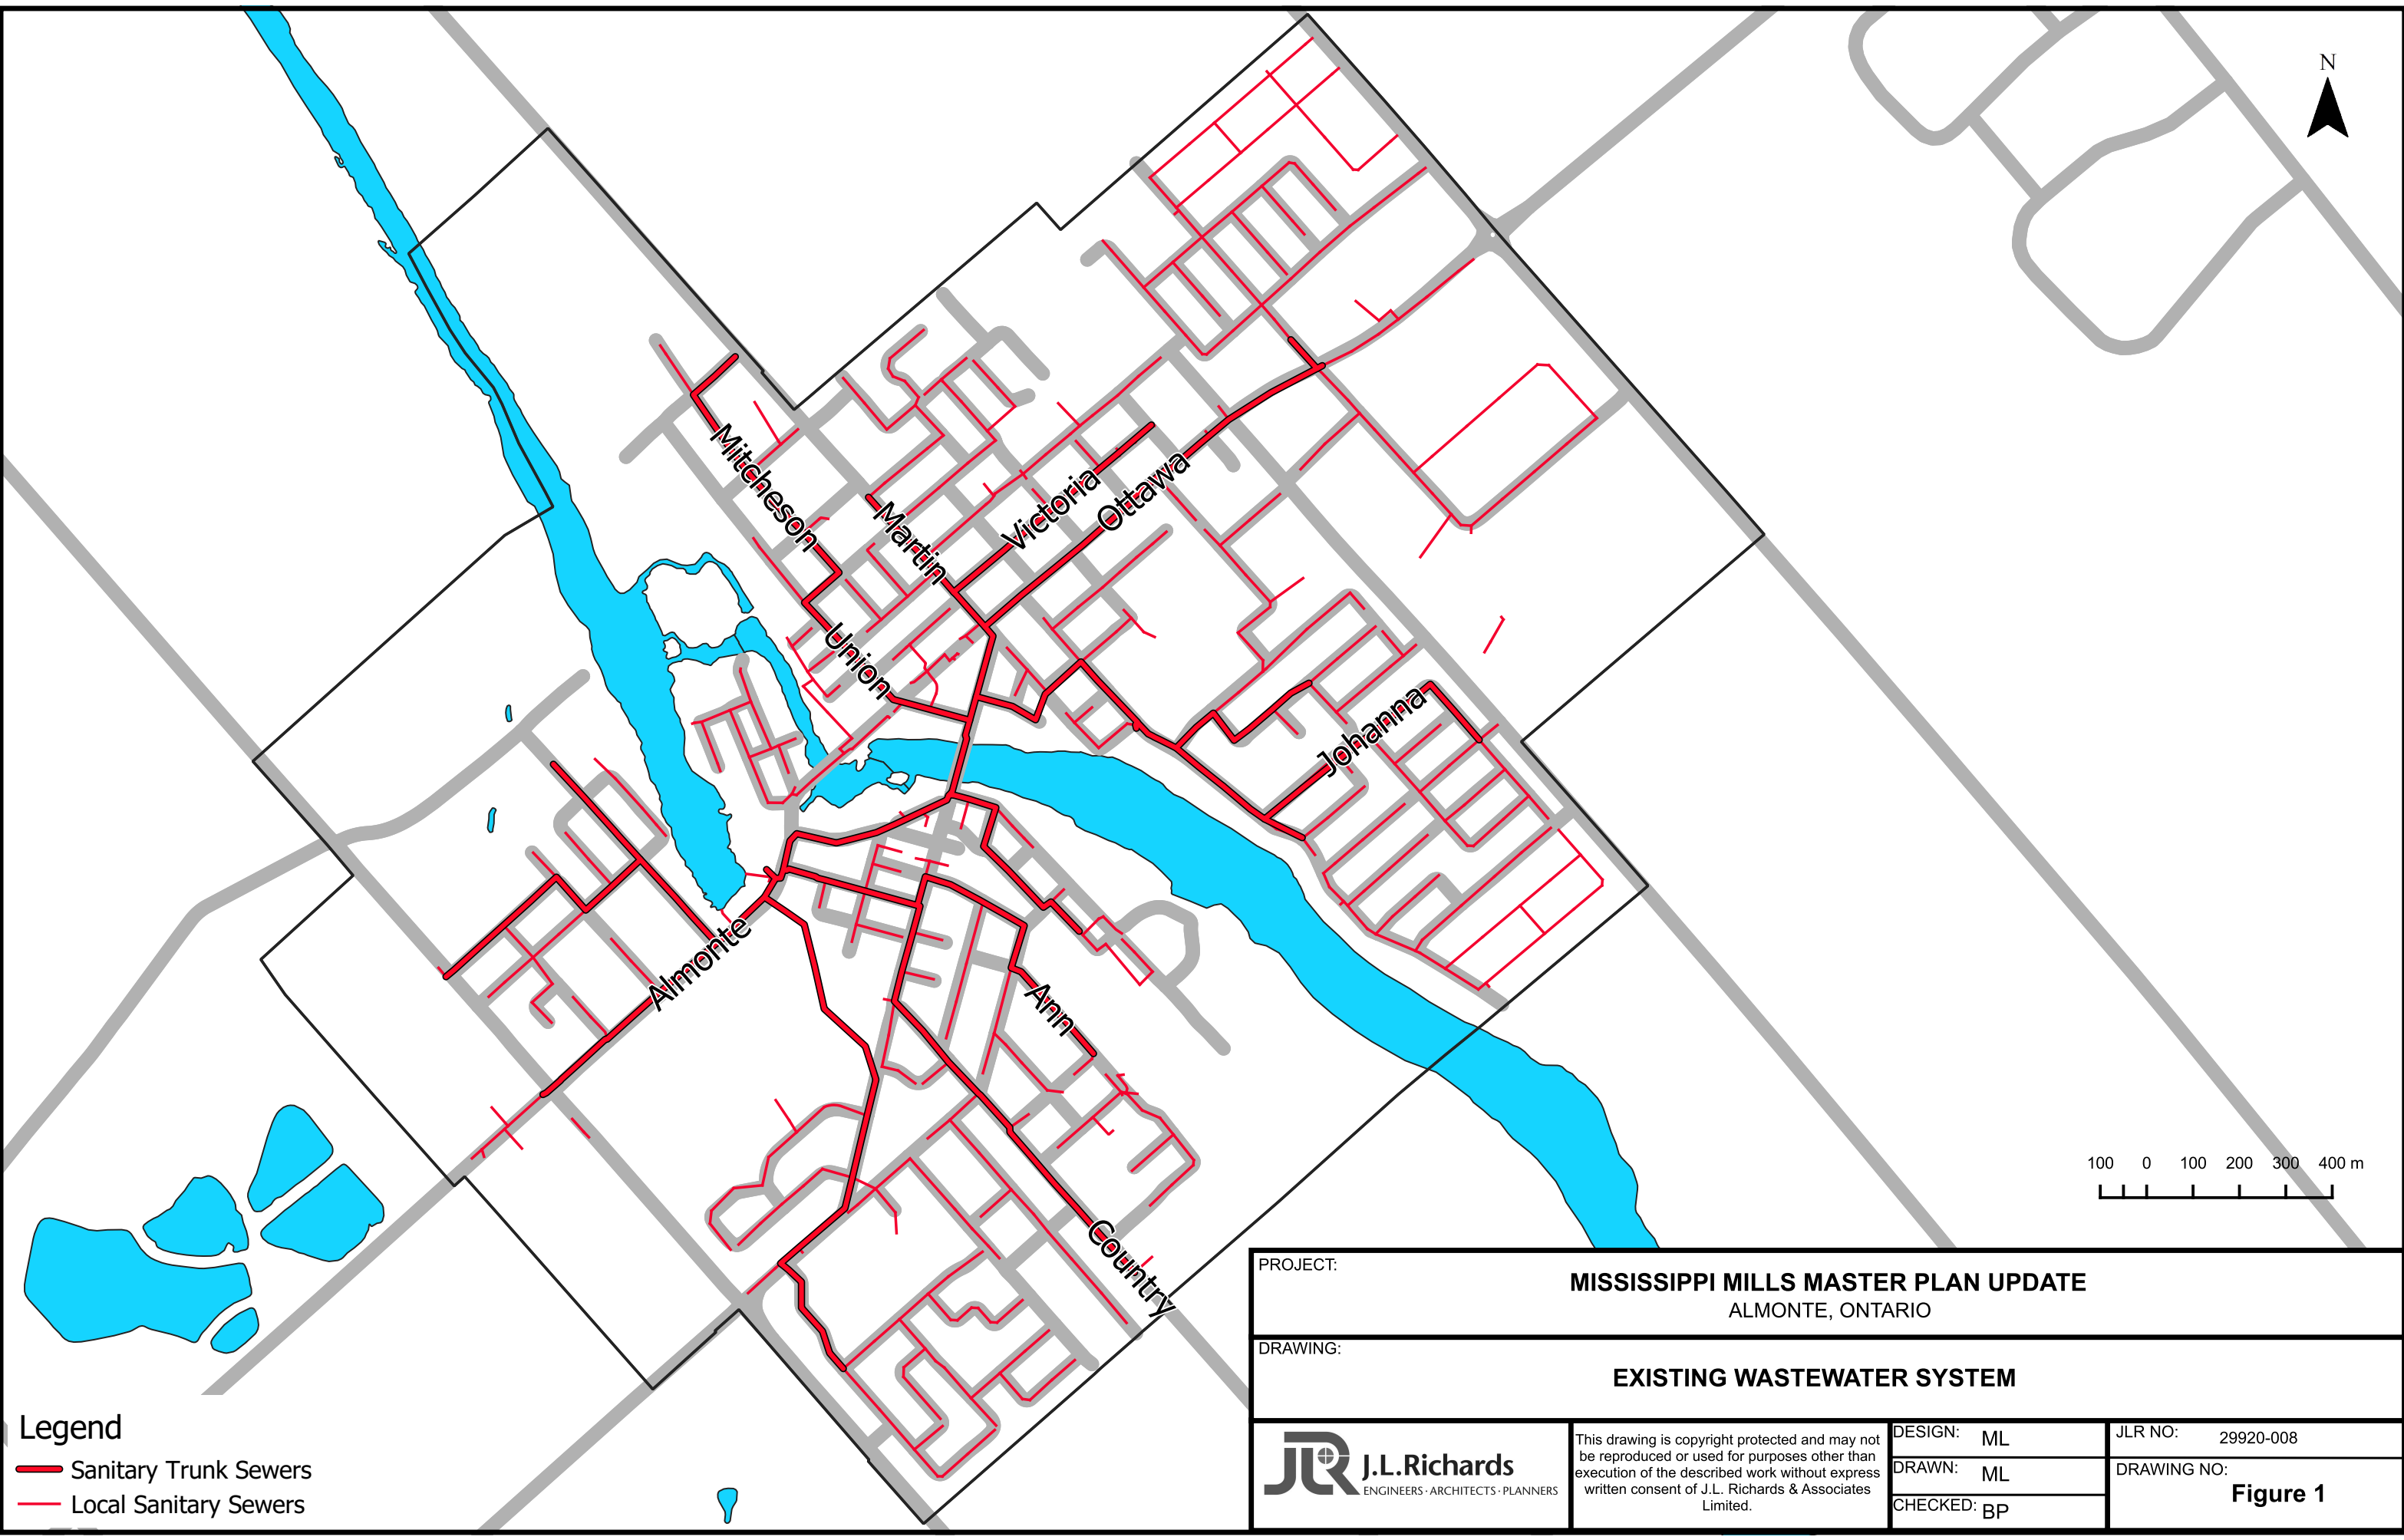 N
Mitcheson
Martin
Victoria
Ottawa
Union
Johanna
Almonte
Ann
Country
100 0 100 200 300 400 m
PROJECT:
MISSISSIPPI MILLS MASTER PLAN UPDATE
ALMONTE, ONTARIO
DRAWING:
EXISTING WASTEWATER SYSTEM
Legend
Sanitary Trunk Sewers
Local Sanitary Sewers
JLR
J.L.Richards
ENGINEERS · ARCHITECTS · PLANNERS
This drawing is copyright protected and may not
be reproduced or used for purposes other than
execution of the described work without express
written consent of J.L. Richards & Associates
Limited.
DESIGN: ML
DRAWN: ML
CHECKED: BP
JLR NO: 29920-008
DRAWING NO:
Figure 1